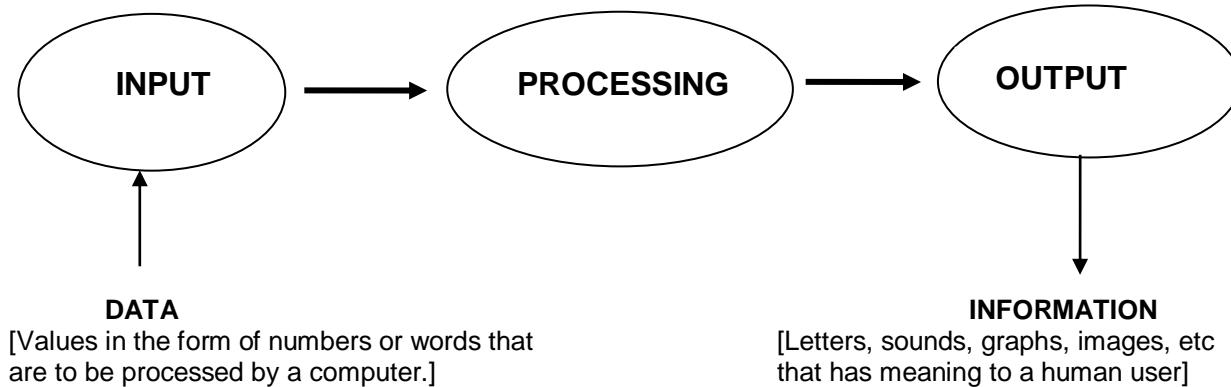 INPUT
PROCESSING
OUTPUT
DATA
[Values in the form of numbers or words that
are to be processed by a computer.]
INFORMATION
[Letters, sounds, graphs, images, etc
that has meaning to a human user]